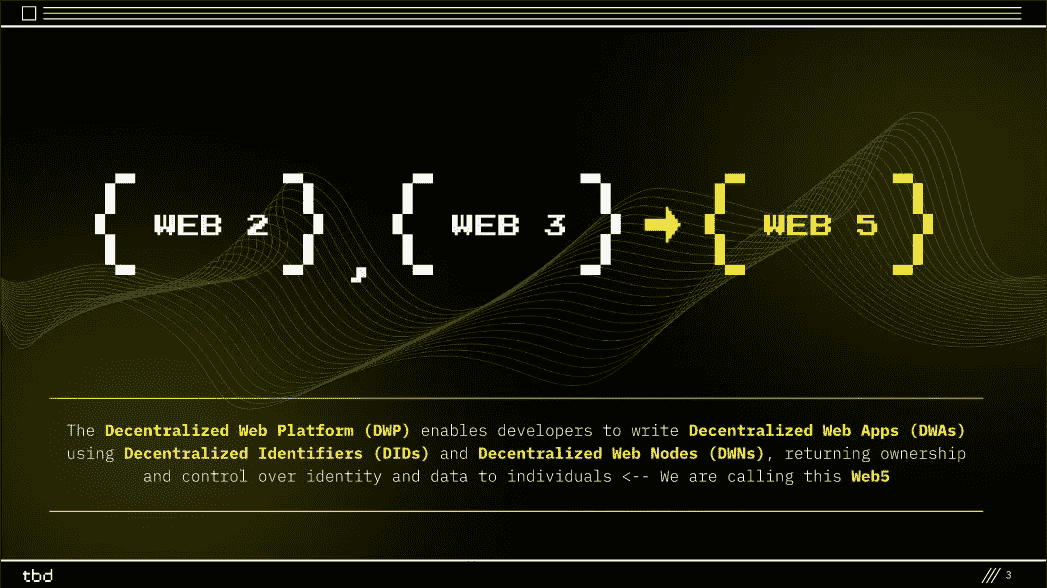 { WEB 2 } , { WEB 3 } → { WEB 5 }
The Decentralized Web Platform (DWP) enables developers to write Decentralized Web Apps (DWAs)
using Decentralized Identifiers (DIDs) and Decentralized Web Nodes (DWNs), returning ownership
and control over identity and data to individuals <-- We are calling this Web5
tbd
/// 3